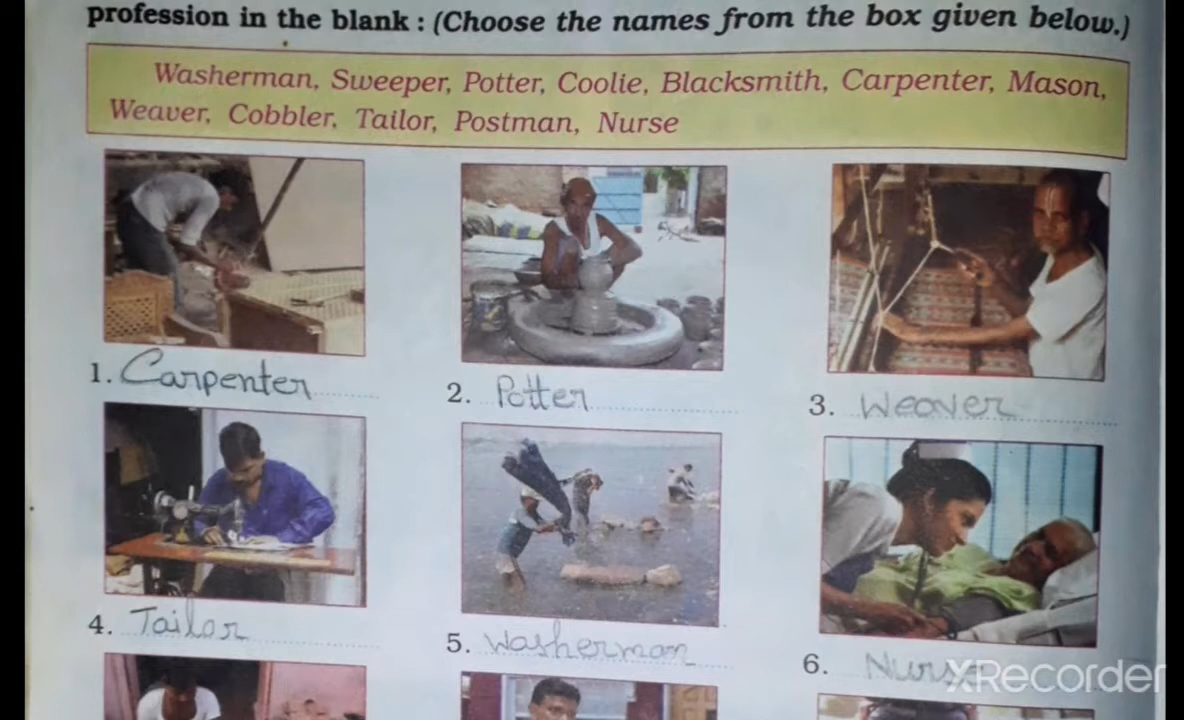 profession in the blank : (Choose the names from the box given below.)
Washerman, Sweeper, Potter, Coolie, Blacksmith, Carpenter, Mason,
Weaver, Cobbler, Tailor, Postman, Nurse
1. Carpenter
2. Potter
3. Weaver
4. Tailor
5. Washerman
6. Nurse
XRecorder